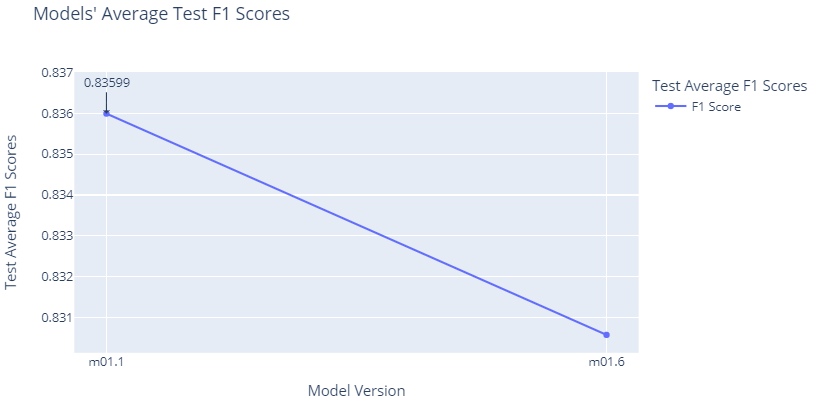 Models' Average Test F1 Scores
0.83599
Test Average F1 Scores
F1 Score
0.837
0.836
0.835
0.834
0.833
0.832
0.831
Test Average F1 Scores
m01.1
m01.6
Model Version